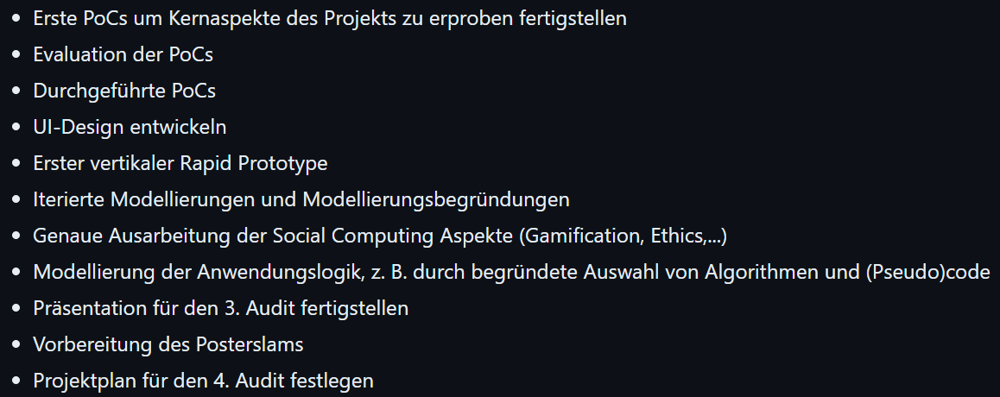 • Erste PoCs um Kernaspekte des Projekts zu erproben fertigstellen
• Evaluation der PoCs
• Durchgeführte PoCs
• UI-Design entwickeln
• Erster vertikaler Rapid Prototype
• Iterierte Modellierungen und Modellierungsbegründungen
• Genaue Ausarbeitung der Social Computing Aspekte (Gamification, Ethics,...)
• Modellierung der Anwendungslogik, z. B. durch begründete Auswahl von Algorithmen und (Pseudo)code
• Präsentation für den 3. Audit fertigstellen
• Vorbereitung des Posterslams
• Projektplan für den 4. Audit festlegen